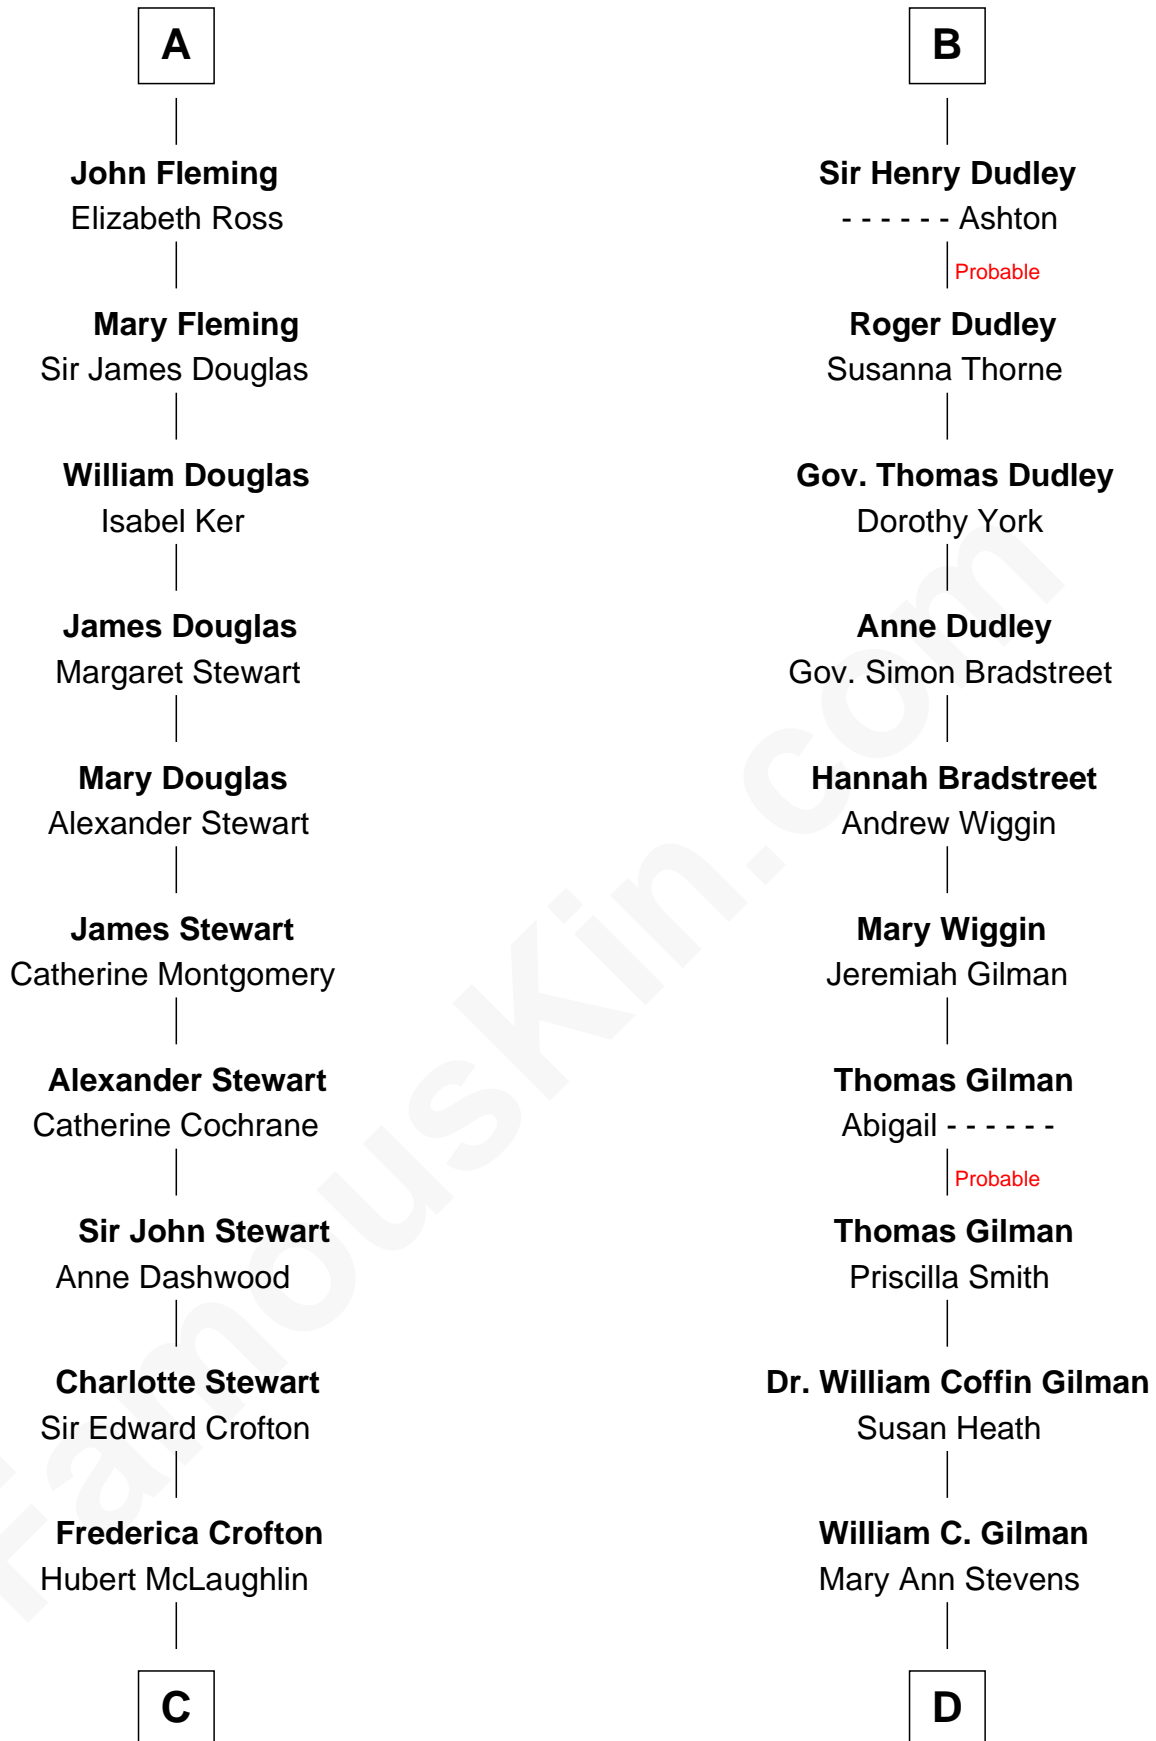 A
John Fleming
Elizabeth Ross
Mary Fleming
Sir James Douglas
William Douglas
Isabel Ker
James Douglas
Margaret Stewart
Mary Douglas
Alexander Stewart
James Stewart
Catherine Montgomery
Alexander Stewart
Catherine Cochrane
Sir John Stewart
Anne Dashwood
Charlotte Stewart
Sir Edward Crofton
Frederica Crofton
Hubert McLaughlin
C
B
Sir Henry Dudley
- - - - - - Ashton
Probable
Roger Dudley
Susanna Thorne
Gov. Thomas Dudley
Dorothy York
Anne Dudley
Gov. Simon Bradstreet
Hannah Bradstreet
Andrew Wiggin
Mary Wiggin
Jeremiah Gilman
Thomas Gilman
Abigail - - - - - -
Probable
Thomas Gilman
Priscilla Smith
Dr. William Coffin Gilman
Susan Heath
William C. Gilman
Mary Ann Stevens
D
FamousKin.com